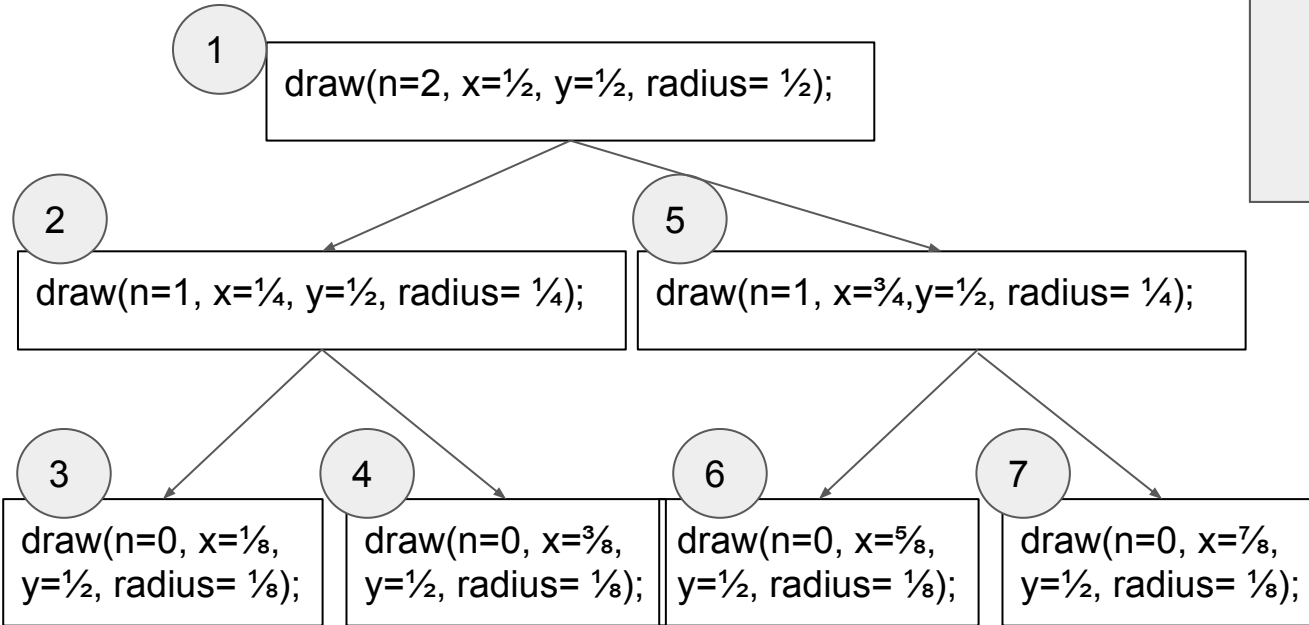 1
draw(n=2, x=½, y=½, radius= ½);
2
draw(n=1, x=¼, y=½, radius= ¼);
5
draw(n=1, x=¾,y=½, radius= ¼);
3
draw(n=0, x=⅛,
y=½, radius= ⅛);
4
draw(n=0, x=⅜,
y=½, radius= ⅛);
6
draw(n=0, x=⅝,
y=½, radius= ⅛);
7
draw(n=0, x=⅞,
y=½, radius= ⅛);